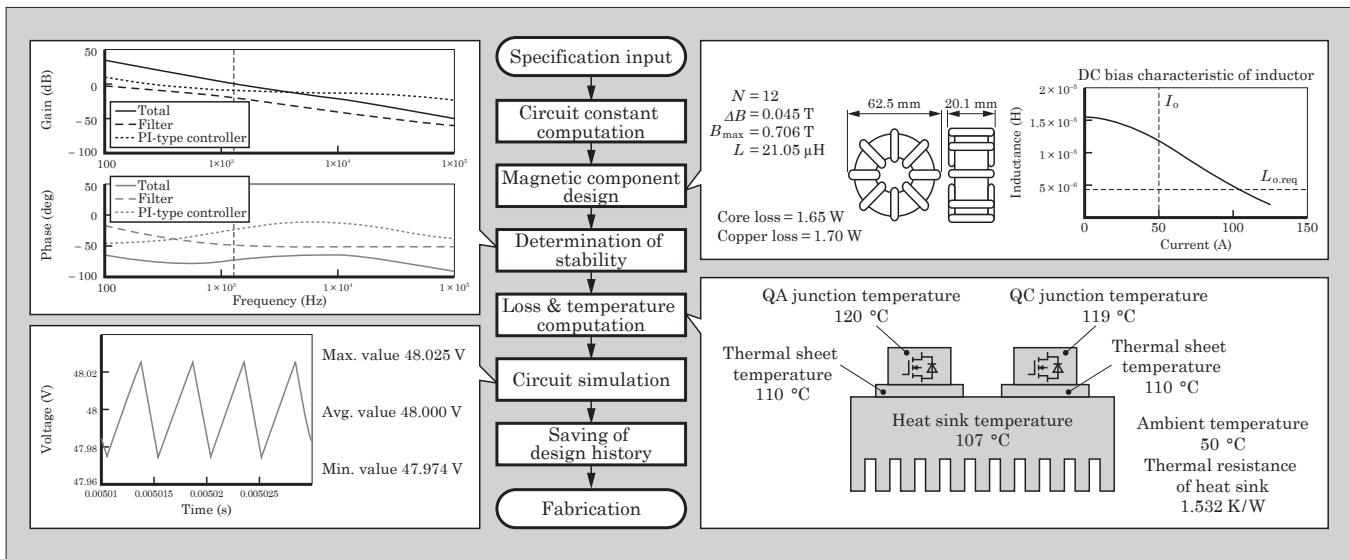 50
0
−50
−100
Gain (dB)
Total
Filter
PI-type controller
100
1×10³
1×10⁴
1×10⁵
50
0
−50
−100
Phase (deg)
Total
Filter
PI-type controller
100
1×10³
1×10⁴
1×10⁵
Frequency (Hz)
48.02
48
47.98
47.96
Voltage (V)
0.00501
0.005015
0.00502
0.005025
Time (s)
Max. value 48.025 V
Avg. value 48.000 V
Min. value 47.974 V
Specification input
Circuit constant
computation
Magnetic component
design
Determination of
stability
Loss & temperature
computation
Circuit simulation
Saving of
design history
Fabrication
N = 12
ΔB = 0.045 T
Bmax = 0.706 T
L = 21.05 μH
62.5 mm
20.1 mm
Core loss = 1.65 W
Copper loss = 1.70 W
DC bias characteristic of inductor
2×10⁻⁵
1.5×10⁻⁵
1×10⁻⁵
5×10⁻⁶
Inductance (H)
Io
Lo.req
0
50
100
150
Current (A)
QA junction temperature
120 °C
QC junction temperature
119 °C
Thermal sheet
temperature
110 °C
Thermal sheet
temperature
110 °C
Heat sink temperature
107 °C
Ambient temperature
50 °C
Thermal resistance
of heat sink
1.532 K/W